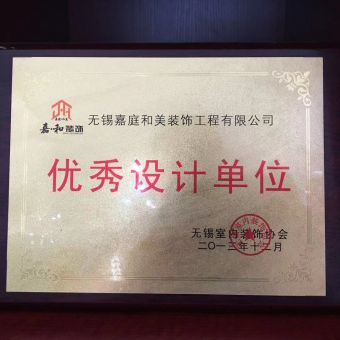 嘉和装饰
无锡嘉庭和美装饰工程有限公司
优秀设计单位
无锡室内装饰协会
二〇一三年十二月